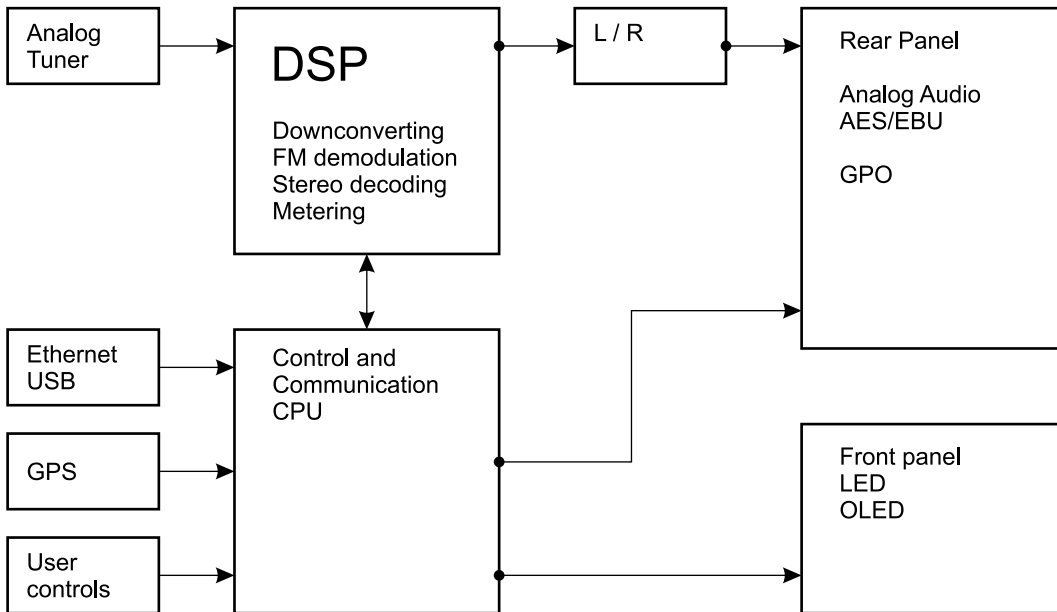 Analog
Tuner
DSP
Downconverting
FM demodulation
Stereo decoding
Metering
L / R
Rear Panel
Analog Audio
AES/EBU
GPO
Ethernet
USB
GPS
User
controls
Control and
Communication
CPU
Front panel
LED
OLED